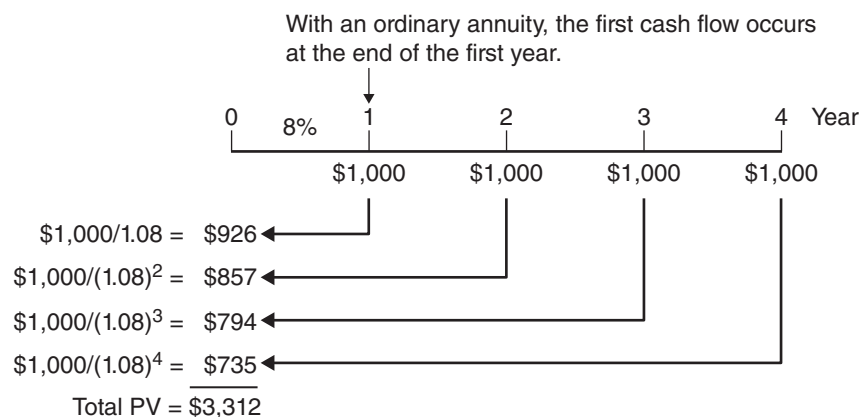 With an ordinary annuity, the first cash flow occurs
at the end of the first year.
0 8% 1 2 3 4 Year
$1,000 $1,000 $1,000 $1,000
$1,000/1.08 = $926
$1,000/(1.08)² = $857
$1,000/(1.08)³ = $794
$1,000/(1.08)⁴ = $735
Total PV = $3,312